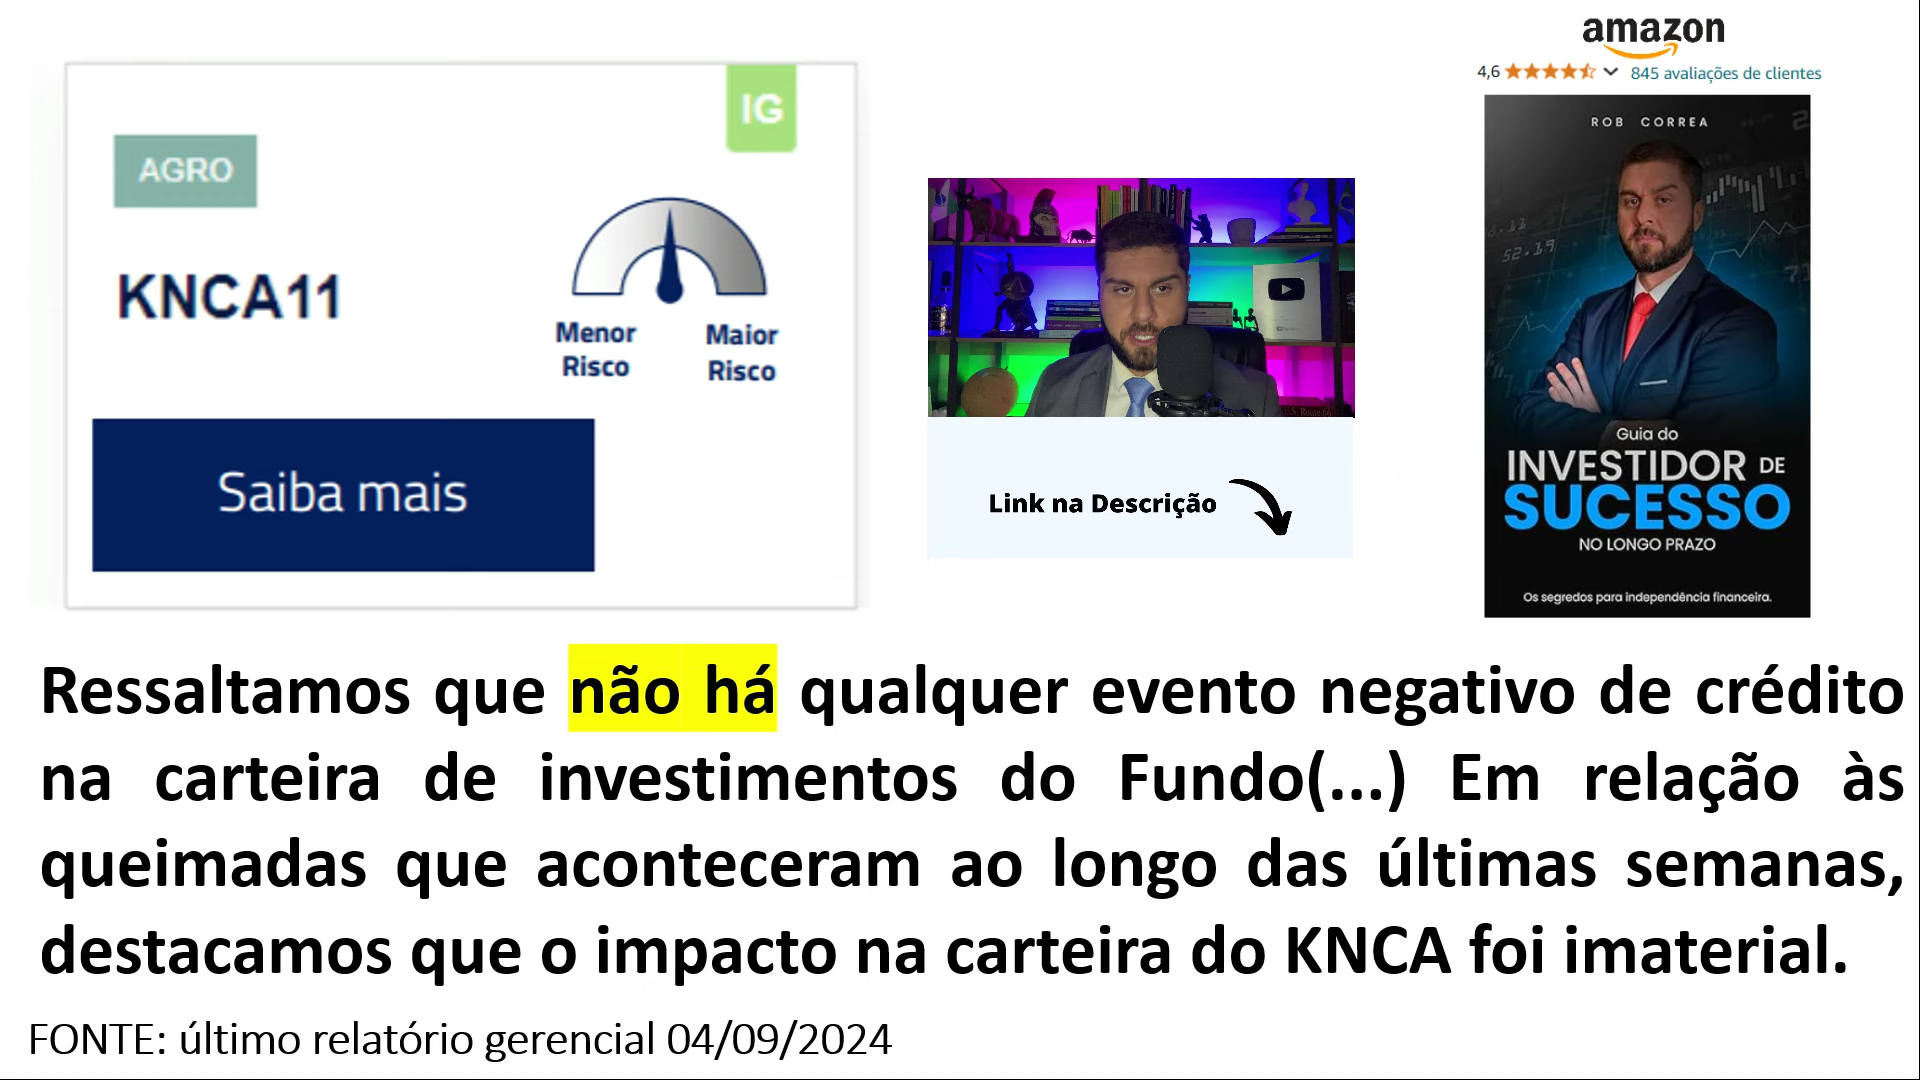 IG
AGRO
KNCA11
Menor
Risco
Maior
Risco
Saiba mais
Link na Descrição
amazon
4,6
845 avaliações de clientes
ROB CORREA
52.19
Guia do
INVESTIDOR DE
SUCESSO
NO LONGO PRAZO
Os segredos para independência financeira.
Ressaltamos que não há qualquer evento negativo de crédito
na carteira de investimentos do Fundo(...) Em relação às
queimadas que aconteceram ao longo das últimas semanas,
destacamos que o impacto na carteira do KNCA foi imaterial.
FONTE: último relatório gerencial 04/09/2024